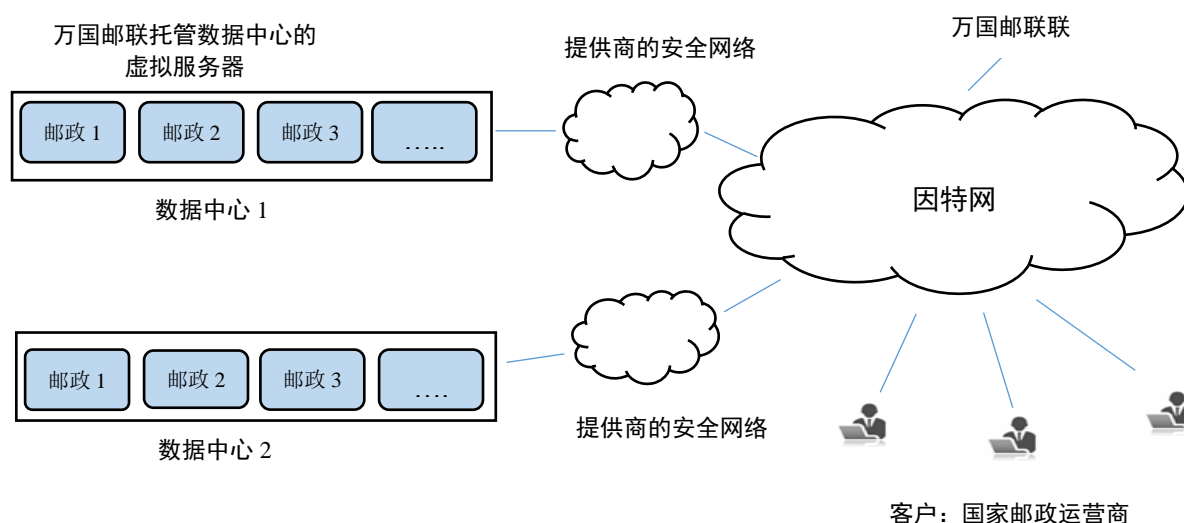 万国邮联托管数据中心的
虚拟服务器
提供商的安全网络
万国邮联联
邮政 1
邮政 2
邮政 3
…..
因特网
数据中心 1
邮政 1
邮政 2
邮政 3
….
提供商的安全网络
数据中心 2
客户：国家邮政运营商